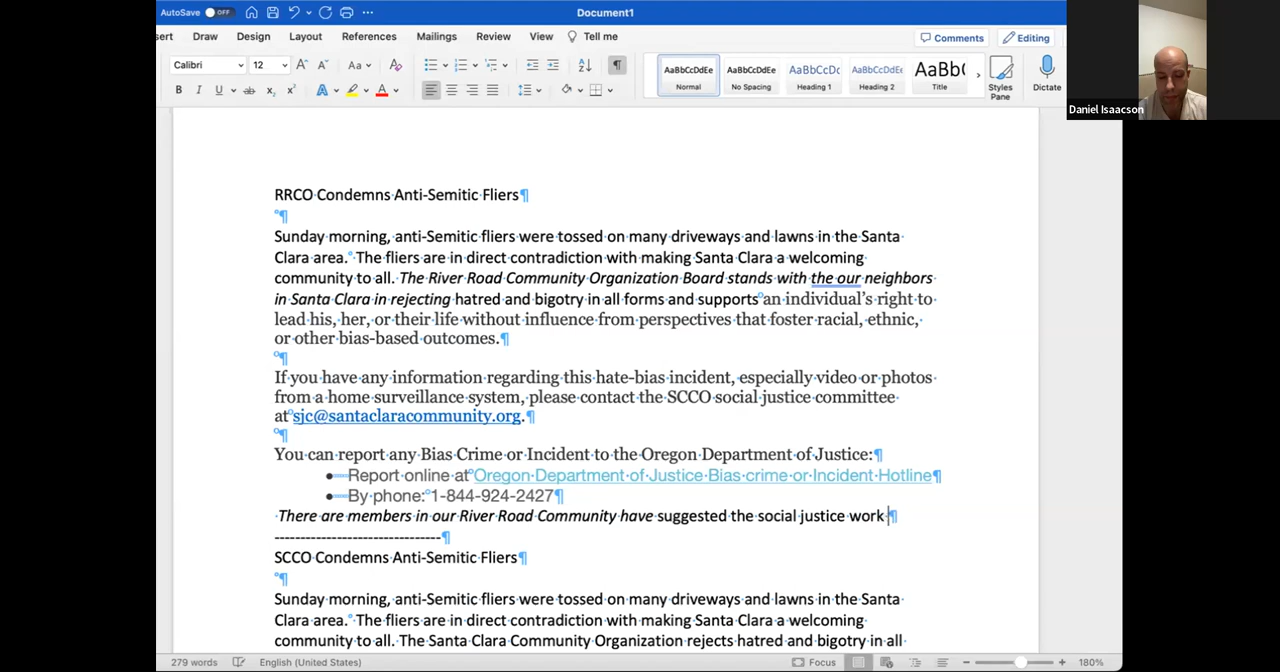 AutoSave OFF
Document1
sert Draw Design Layout References Mailings Review View Tell me
Comments Editing
Calibri 12
AaBbCcDdEe AaBbCcDdEe AaBbCcDc AaBbCcDdEe AaBb(
Normal No Spacing Heading 1 Heading 2 Title
Styles Pane
Dictate
Daniel Isaacson
RRCO Condemns Anti-Semitic Fliers
Sunday morning, anti-Semitic fliers were tossed on many driveways and lawns in the Santa
Clara area. The fliers are in direct contradiction with making Santa Clara a welcoming
community to all. The River Road Community Organization Board stands with the our neighbors
in Santa Clara in rejecting hatred and bigotry in all forms and supports an individual's right to
lead his, her, or their life without influence from perspectives that foster racial, ethnic,
or other bias-based outcomes.
If you have any information regarding this hate-bias incident, especially video or photos
from a home surveillance system, please contact the SCCO social justice committee
at sjc@santaclaracommunity.org.
You can report any Bias Crime or Incident to the Oregon Department of Justice:
• Report online at Oregon Department of Justice Bias crime or Incident Hotline
• By phone: 1-844-924-2427
There are members in our River Road Community have suggested the social justice work
--------------------------------
SCCO Condemns Anti-Semitic Fliers
Sunday morning, anti-Semitic fliers were tossed on many driveways and lawns in the Santa
Clara area. The fliers are in direct contradiction with making Santa Clara a welcoming
community to all. The Santa Clara Community Organization rejects hatred and bigotry in all
279 words English (United States) Focus 180%